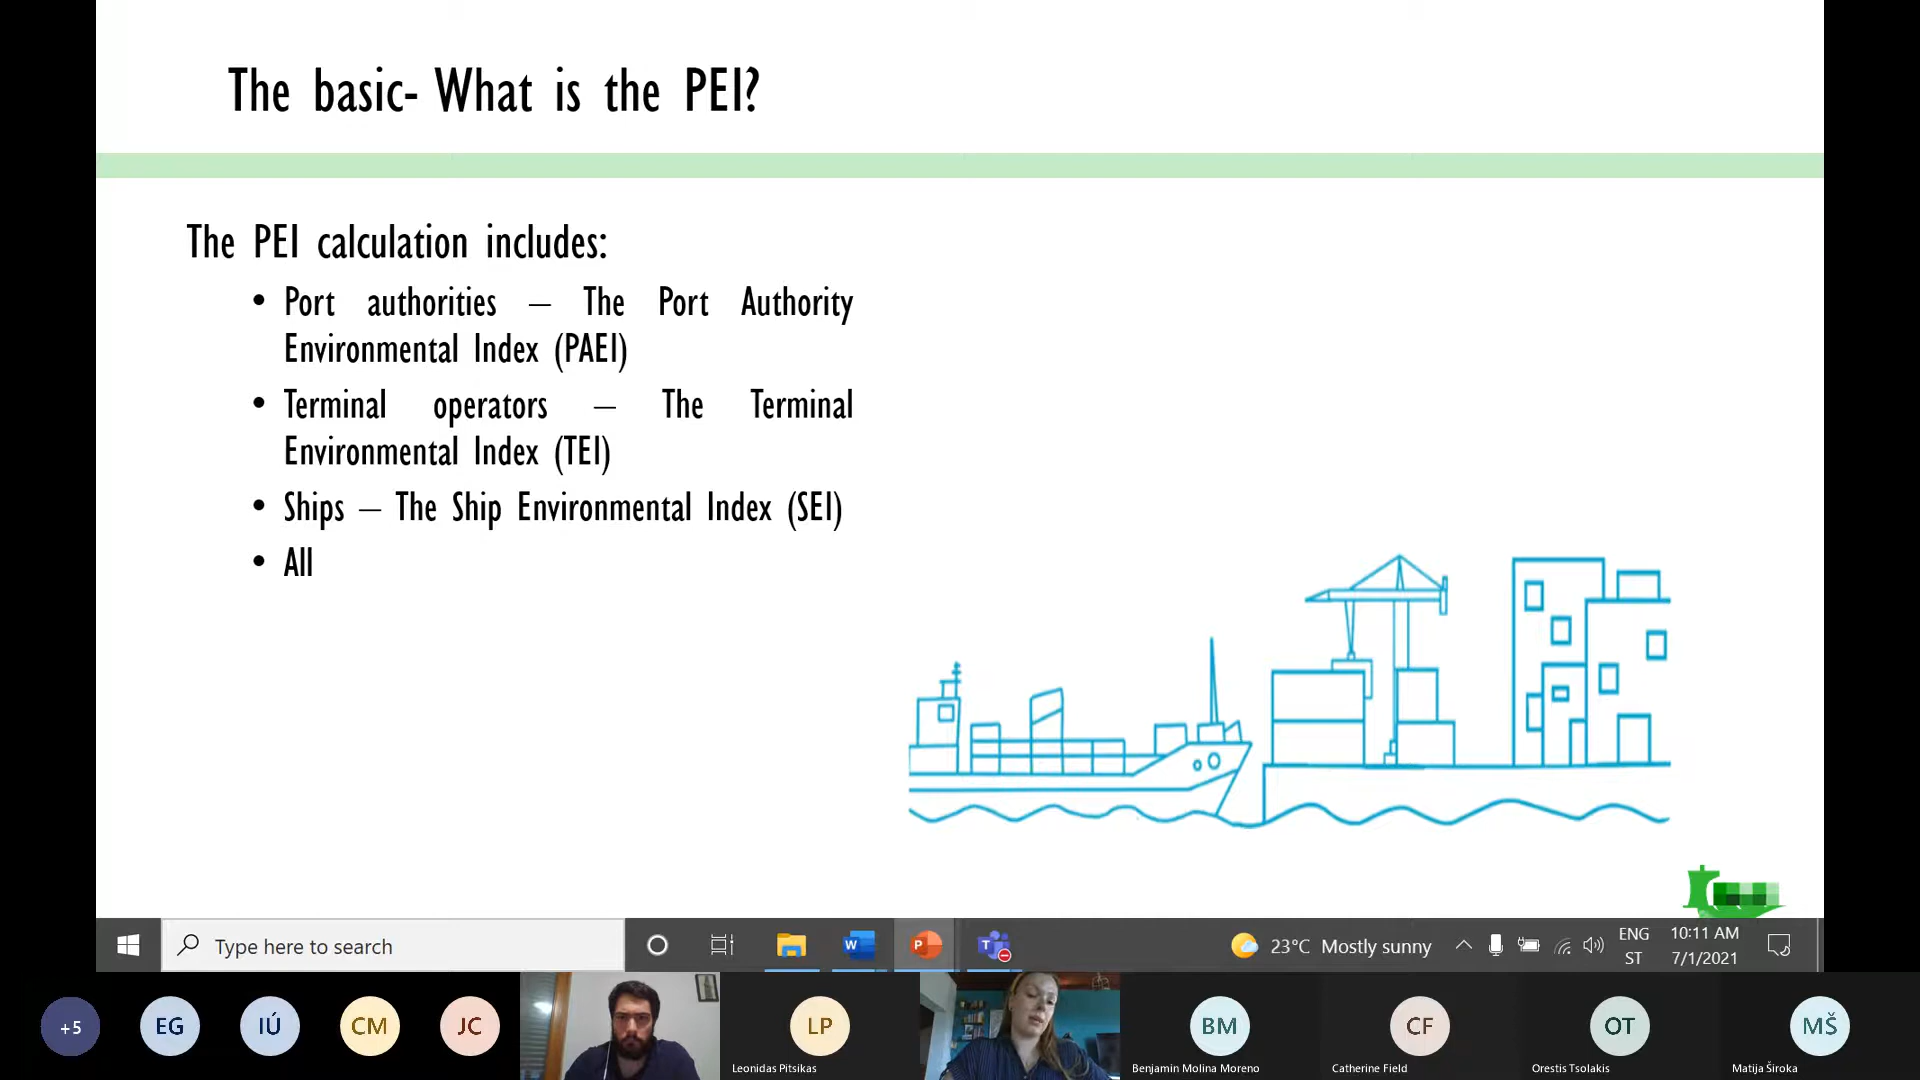 The basic- What is the PEI?
The PEI calculation includes:
• Port authorities – The Port Authority
Environmental Index (PAEI)
• Terminal operators – The Terminal
Environmental Index (TEI)
• Ships – The Ship Environmental Index (SEI)
• All
Type here to search
W
P
T
23°C Mostly sunny
ENG
ST
10:11 AM
7/1/2021
+5
EG
IÚ
CM
JC
LP
Leonidas Pitsikas
BM
Benjamin Molina Moreno
CF
Catherine Field
OT
Orestis Tsolakis
MŠ
Matija Široka